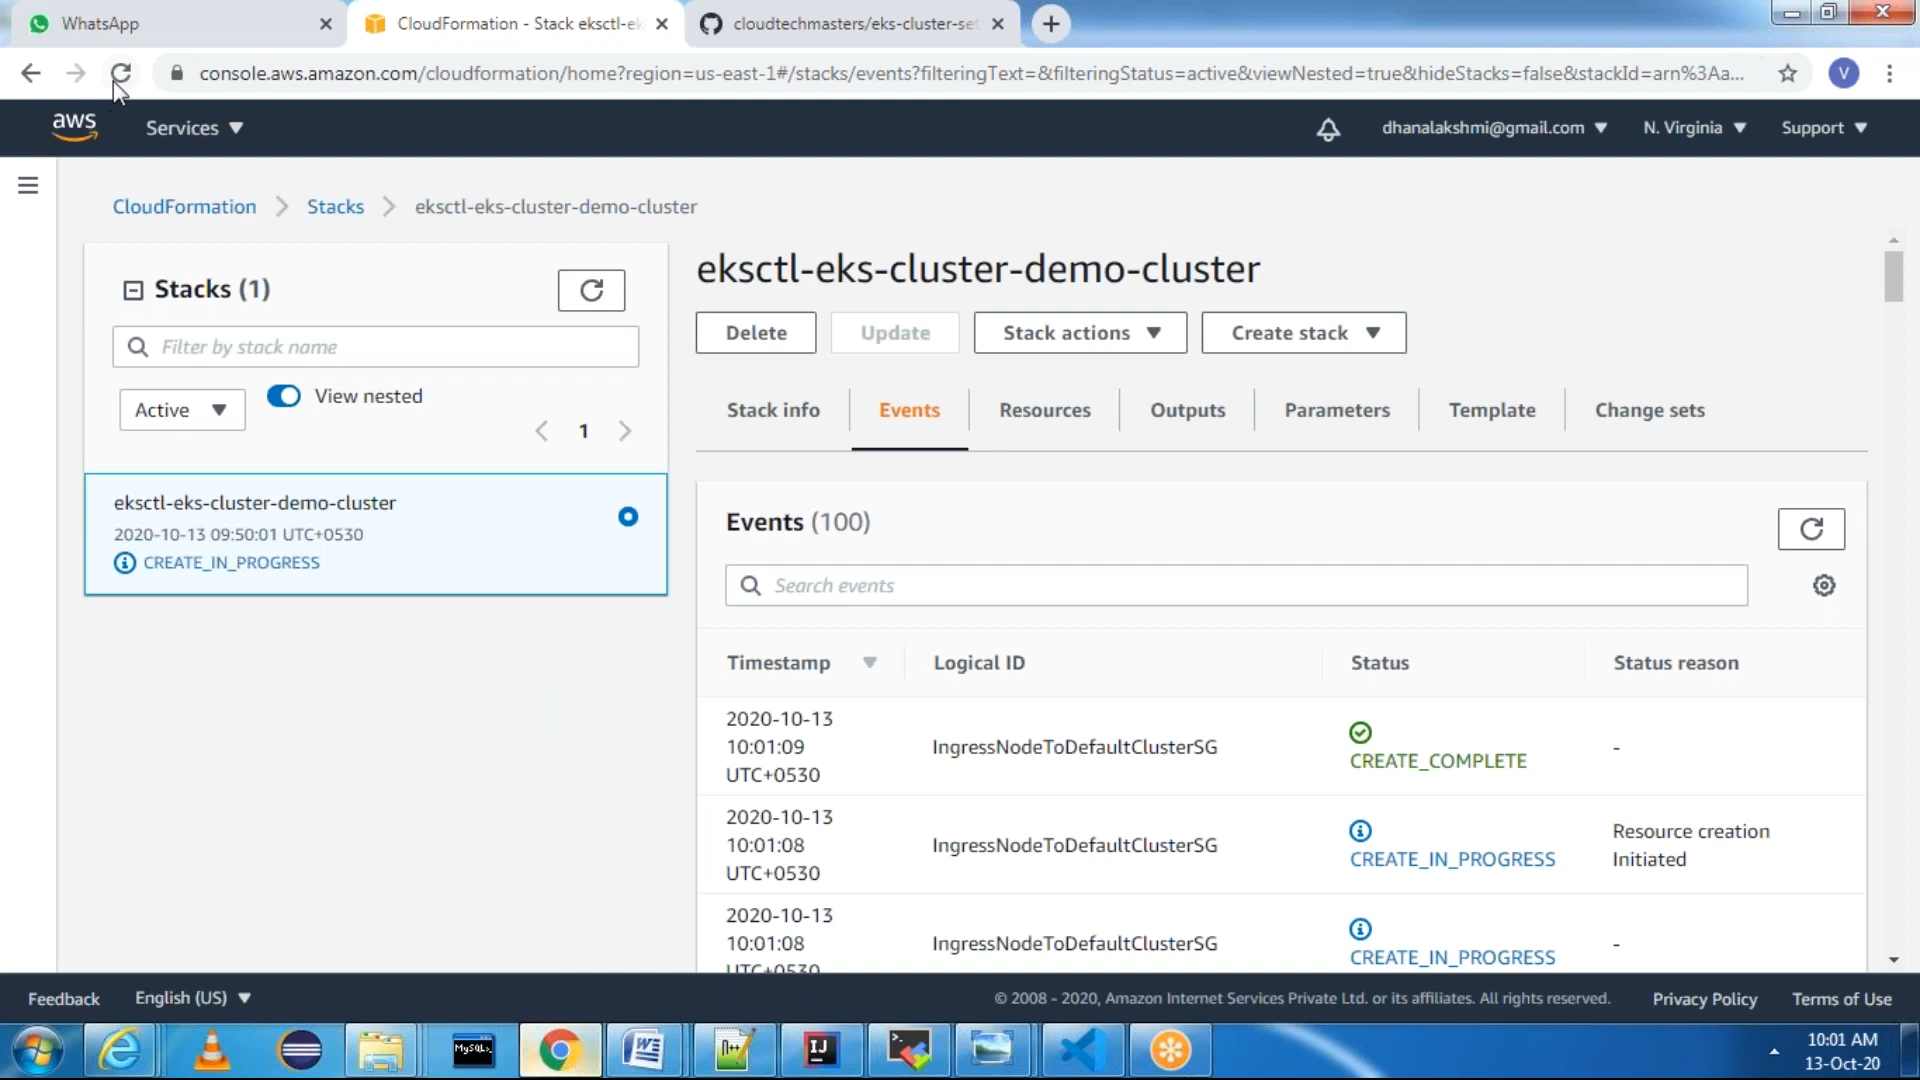 WhatsApp
CloudFormation - Stack eksctl-ek
cloudtechmasters/eks-cluster-se
console.aws.amazon.com/cloudformation/home?region=us-east-1#/stacks/events?filteringText=&filteringStatus=active&viewNested=true&hideStacks=false&stackId=arn%3Aa...
V
aws
Services
dhanalakshmi@gmail.com
N. Virginia
Support
CloudFormation
Stacks
eksctl-eks-cluster-demo-cluster
Stacks (1)
Filter by stack name
Active
View nested
1
eksctl-eks-cluster-demo-cluster
2020-10-13 09:50:01 UTC+0530
CREATE_IN_PROGRESS
eksctl-eks-cluster-demo-cluster
Delete
Update
Stack actions
Create stack
Stack info
Events
Resources
Outputs
Parameters
Template
Change sets
Events (100)
Search events
Timestamp
Logical ID
Status
Status reason
2020-10-13
10:01:09
UTC+0530
IngressNodeToDefaultClusterSG
CREATE_COMPLETE
-
2020-10-13
10:01:08
UTC+0530
IngressNodeToDefaultClusterSG
CREATE_IN_PROGRESS
Resource creation
Initiated
2020-10-13
10:01:08
UTC+0530
IngressNodeToDefaultClusterSG
CREATE_IN_PROGRESS
-
Feedback
English (US)
© 2008 - 2020, Amazon Internet Services Private Ltd. or its affiliates. All rights reserved.
Privacy Policy
Terms of Use
MySQL
n++
IJ
10:01 AM
13-Oct-20